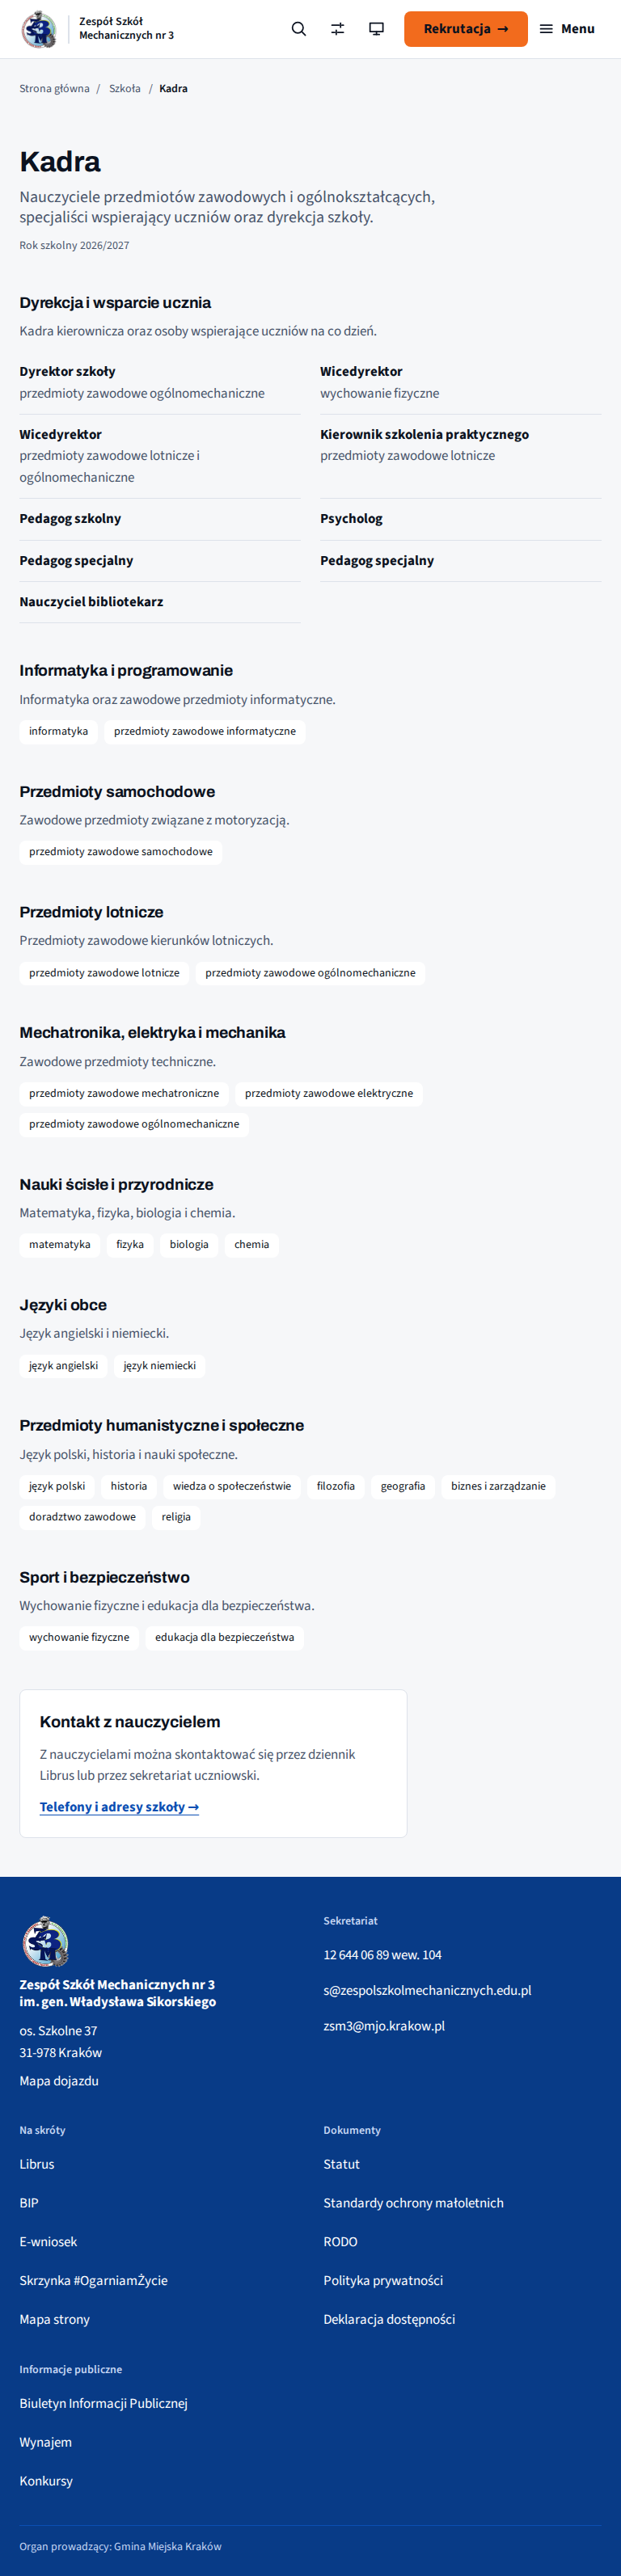 Zespół Szkół
Mechanicznych nr 3
Rekrutacja →
Menu
Strona główna / Szkoła / Kadra
Kadra
Nauczyciele przedmiotów zawodowych i ogólnokształcących,
specjaliści wspierający uczniów oraz dyrekcja szkoły.
Rok szkolny 2026/2027
Dyrekcja i wsparcie ucznia
Kadra kierownicza oraz osoby wspierające uczniów na co dzień.
Dyrektor szkoły
przedmioty zawodowe ogólnomechaniczne
Wicedyrektor
wychowanie fizyczne
Wicedyrektor
przedmioty zawodowe lotnicze i
ogólnomechaniczne
Kierownik szkolenia praktycznego
przedmioty zawodowe lotnicze
Pedagog szkolny
Psycholog
Pedagog specjalny
Pedagog specjalny
Nauczyciel bibliotekarz
Informatyka i programowanie
Informatyka oraz zawodowe przedmioty informatyczne.
informatyka
przedmioty zawodowe informatyczne
Przedmioty samochodowe
Zawodowe przedmioty związane z motoryzacją.
przedmioty zawodowe samochodowe
Przedmioty lotnicze
Przedmioty zawodowe kierunków lotniczych.
przedmioty zawodowe lotnicze
przedmioty zawodowe ogólnomechaniczne
Mechatronika, elektryka i mechanika
Zawodowe przedmioty techniczne.
przedmioty zawodowe mechatroniczne
przedmioty zawodowe elektryczne
przedmioty zawodowe ogólnomechaniczne
Nauki ścisłe i przyrodnicze
Matematyka, fizyka, biologia i chemia.
matematyka
fizyka
biologia
chemia
Języki obce
Język angielski i niemiecki.
język angielski
język niemiecki
Przedmioty humanistyczne i społeczne
Język polski, historia i nauki społeczne.
język polski
historia
wiedza o społeczeństwie
filozofia
geografia
biznes i zarządzanie
doradztwo zawodowe
religia
Sport i bezpieczeństwo
Wychowanie fizyczne i edukacja dla bezpieczeństwa.
wychowanie fizyczne
edukacja dla bezpieczeństwa
Kontakt z nauczycielem
Z nauczycielami można skontaktować się przez dziennik
Librus lub przez sekretariat uczniowski.
Telefony i adresy szkoły →
Zespół Szkół Mechanicznych nr 3
im. gen. Władysława Sikorskiego
os. Szkolne 37
31-978 Kraków
Mapa dojazdu
Sekretariat
12 644 06 89 wew. 104
s@zespolszkolmechanicznych.edu.pl
zsm3@mjo.krakow.pl
Na skróty
Librus
BIP
E-wniosek
Skrzynka #OgarniamŻycie
Mapa strony
Dokumenty
Statut
Standardy ochrony małoletnich
RODO
Polityka prywatności
Deklaracja dostępności
Informacje publiczne
Biuletyn Informacji Publicznej
Wynajem
Konkursy
Organ prowadzący: Gmina Miejska Kraków